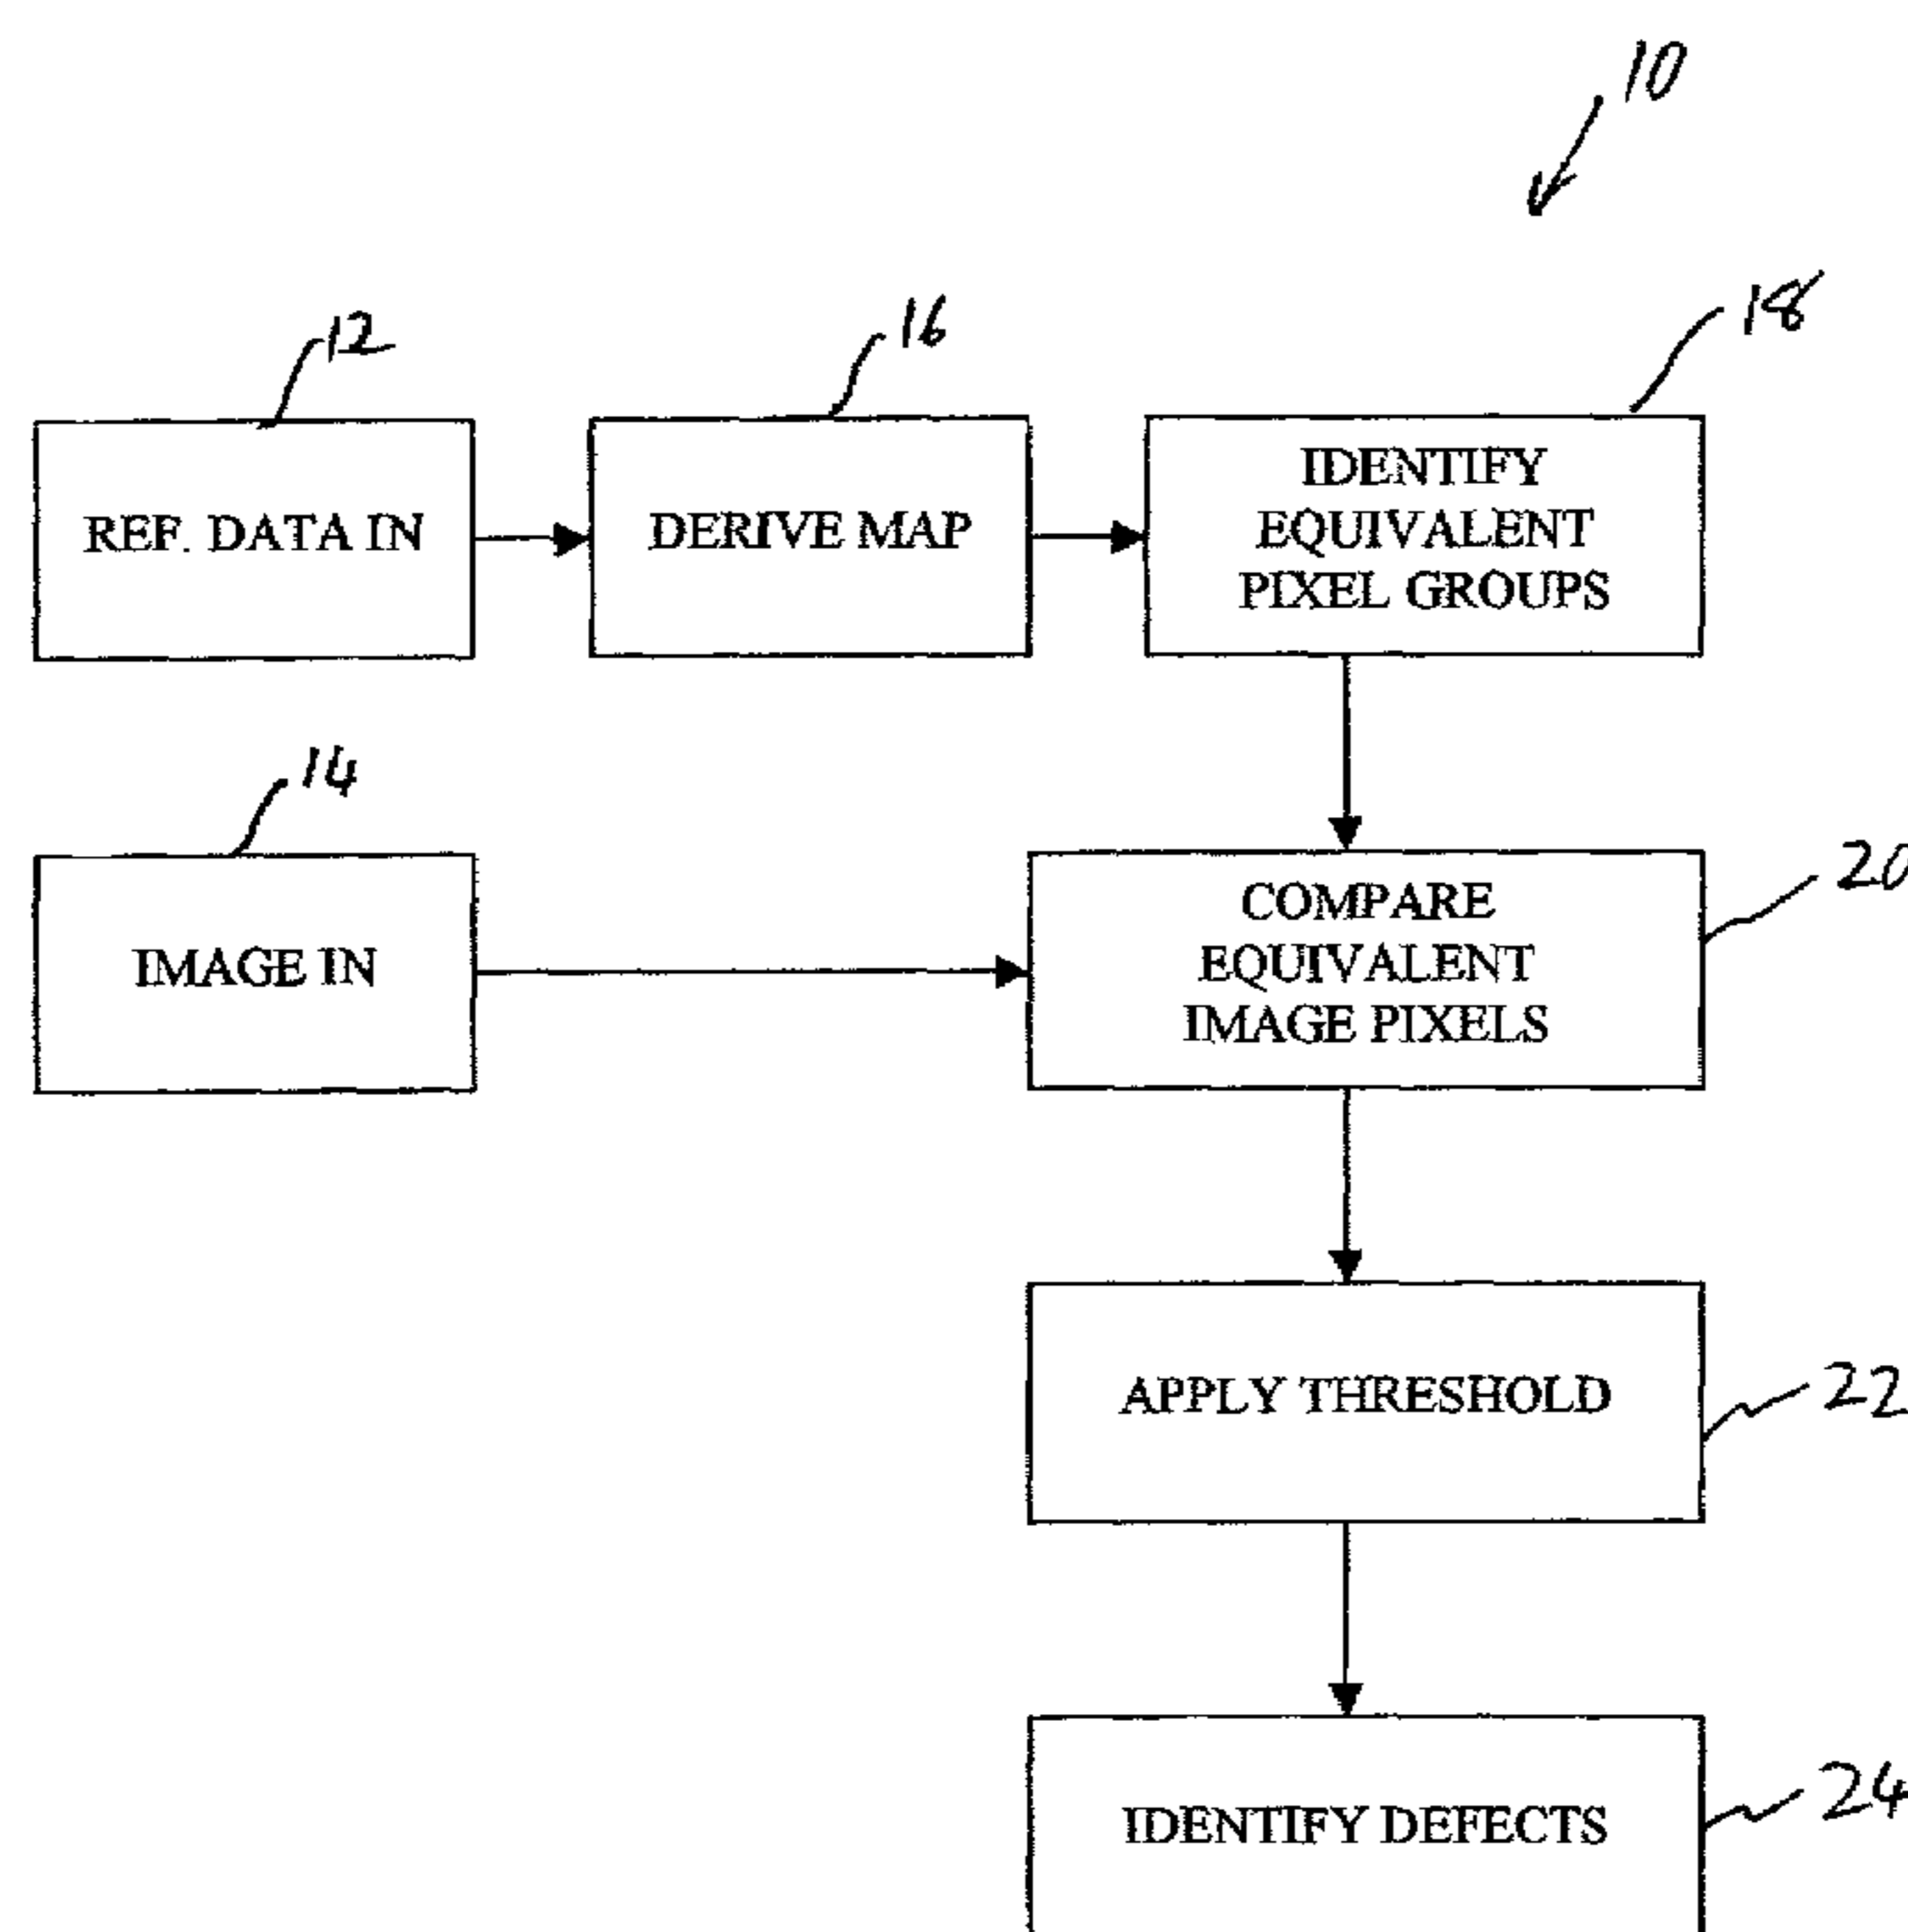 10
12
16
18
REF. DATA IN
DERIVE MAP
IDENTIFY
EQUIVALENT
PIXEL GROUPS
14
20
IMAGE IN
COMPARE
EQUIVALENT
IMAGE PIXELS
APPLY THRESHOLD
22
IDENTIFY DEFECTS
24